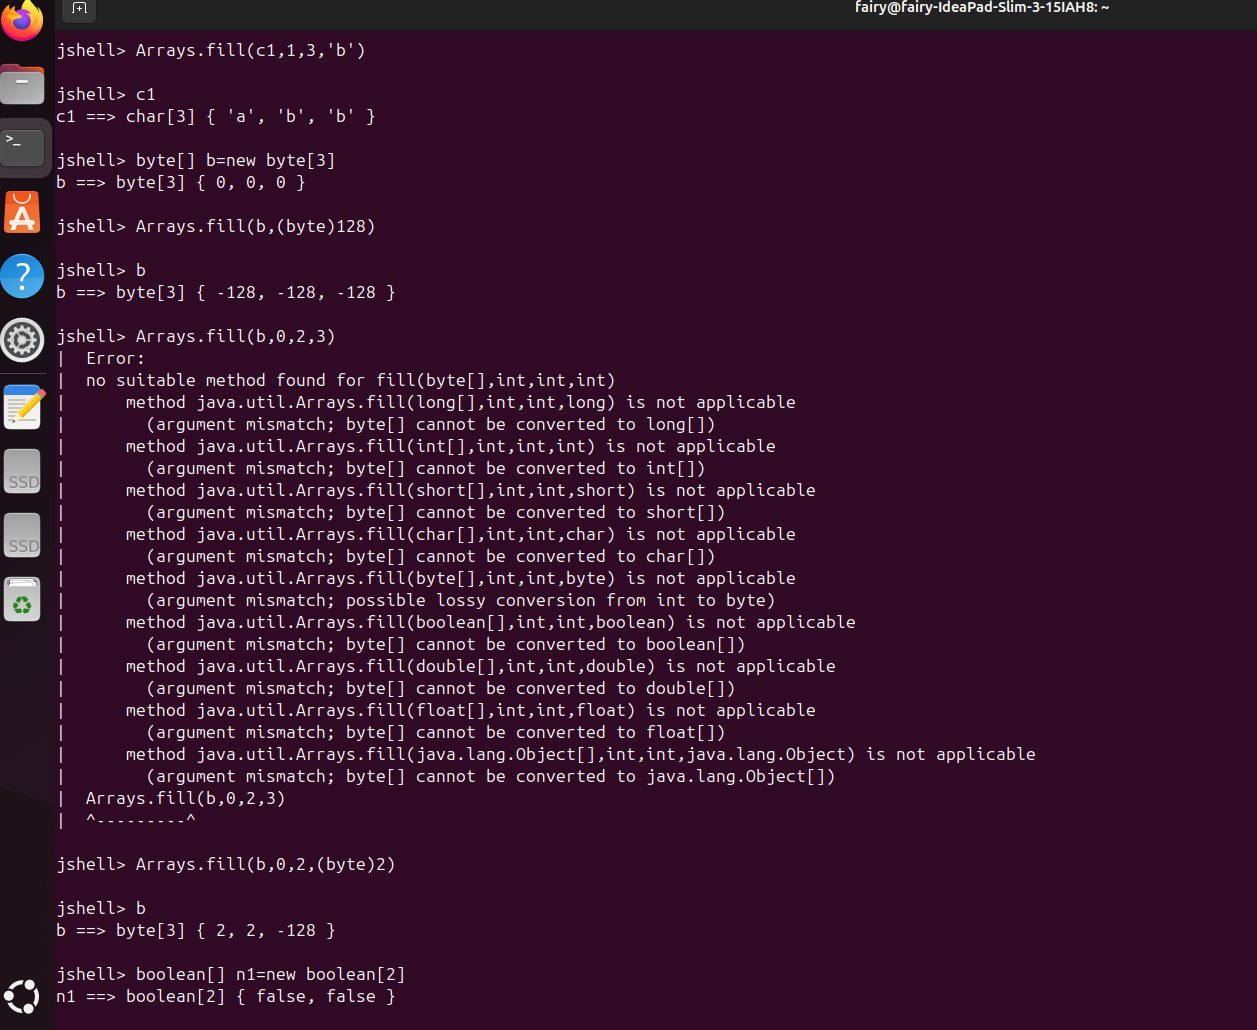 fairy@fairy-IdeaPad-Slim-3-15IAH8: ~
jshell> Arrays.fill(c1,1,3,'b')
jshell> c1
c1 ==> char[3] { 'a', 'b', 'b' }
jshell> byte[] b=new byte[3]
b ==> byte[3] { 0, 0, 0 }
jshell> Arrays.fill(b,(byte)128)
jshell> b
b ==> byte[3] { -128, -128, -128 }
jshell> Arrays.fill(b,0,2,3)
|  Error:
|  no suitable method found for fill(byte[],int,int,int)
|      method java.util.Arrays.fill(long[],int,int,long) is not applicable
|        (argument mismatch; byte[] cannot be converted to long[])
|      method java.util.Arrays.fill(int[],int,int,int) is not applicable
|        (argument mismatch; byte[] cannot be converted to int[])
|      method java.util.Arrays.fill(short[],int,int,short) is not applicable
|        (argument mismatch; byte[] cannot be converted to short[])
|      method java.util.Arrays.fill(char[],int,int,char) is not applicable
|        (argument mismatch; byte[] cannot be converted to char[])
|      method java.util.Arrays.fill(byte[],int,int,byte) is not applicable
|        (argument mismatch; possible lossy conversion from int to byte)
|      method java.util.Arrays.fill(boolean[],int,int,boolean) is not applicable
|        (argument mismatch; byte[] cannot be converted to boolean[])
|      method java.util.Arrays.fill(double[],int,int,double) is not applicable
|        (argument mismatch; byte[] cannot be converted to double[])
|      method java.util.Arrays.fill(float[],int,int,float) is not applicable
|        (argument mismatch; byte[] cannot be converted to float[])
|      method java.util.Arrays.fill(java.lang.Object[],int,int,java.lang.Object) is not applicable
|        (argument mismatch; byte[] cannot be converted to java.lang.Object[])
|  Arrays.fill(b,0,2,3)
|  ^---------^
jshell> Arrays.fill(b,0,2,(byte)2)
jshell> b
b ==> byte[3] { 2, 2, -128 }
jshell> boolean[] n1=new boolean[2]
n1 ==> boolean[2] { false, false }
>_
A
?
SSD
SSD